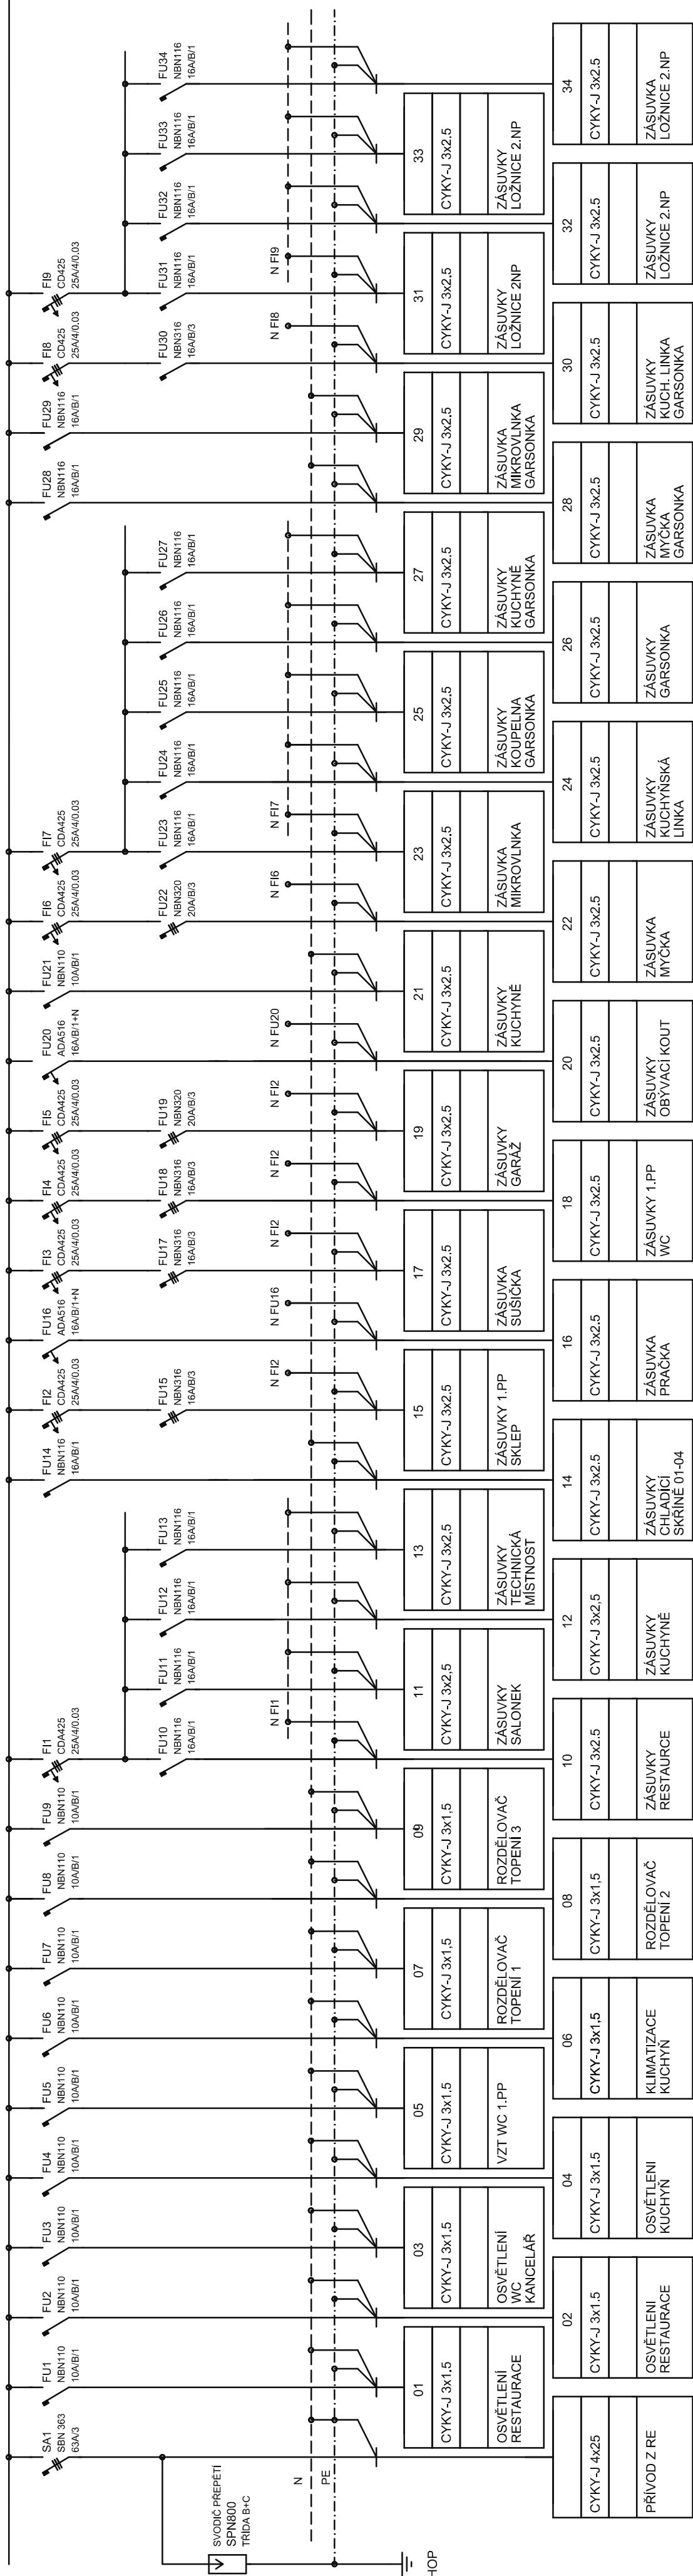 SA1
SBN 363
63A/3
FU1
NBN110
10A/B/1
FU2
NBN110
10A/B/1
FU3
NBN110
10A/B/1
FU4
NBN110
10A/B/1
FU5
NBN110
10A/B/1
FU6
NBN110
10A/B/1
FU7
NBN110
10A/B/1
FU8
NBN110
10A/B/1
FU9
NBN110
10A/B/1
FI1
CDA425
25A/4/0.03
FU14
NBN116
16A/B/1
FI2
CDA425
25A/4/0.03
FU16
ADA516
16A/B/1+N
FI3
CDA425
25A/4/0.03
FI4
CDA425
25A/4/0.03
FI5
CDA425
25A/4/0.03
FU20
ADA516
16A/B/1+N
FU21
NBN110
10A/B/1
FI6
CDA425
25A/4/0.03
FI7
CDA425
25A/4/0.03
FU28
NBN116
16A/B/1
FU29
NBN116
16A/B/1
FI8
CD425
25A/4/0.03
FI9
CD425
25A/4/0.03
FU10
NBN116
16A/B/1
FU11
NBN116
16A/B/1
FU12
NBN116
16A/B/1
FU13
NBN116
16A/B/1
FU15
NBN316
16A/B/3
FU17
NBN316
16A/B/3
FU18
NBN316
16A/B/3
FU19
NBN320
20A/B/3
FU22
NBN320
20A/B/3
FU23
NBN116
16A/B/1
FU24
NBN116
16A/B/1
FU25
NBN116
16A/B/1
FU26
NBN116
16A/B/1
FU27
NBN116
16A/B/1
FU30
NBN316
16A/B/3
FU31
NBN116
16A/B/1
FU32
NBN116
16A/B/1
FU33
NBN116
16A/B/1
FU34
NBN116
16A/B/1
SVODIČ PŘEPĚTÍ
SPN800
TŘÍDA B+C
N FI1
N FI2
N FU16
N FI2
N FI2
N FI2
N FU20
N FI6
N FI7
N FI8
N FI9
N
PE
HOP
01
CYKY-J 3x1.5
OSVĚTLENÍ
RESTAURACE
03
CYKY-J 3x1.5
OSVĚTLENÍ
WC
KANCELÁŘ
05
CYKY-J 3x1.5
VZT WC 1.PP
07
CYKY-J 3x1,5
ROZDĚLOVAČ
TOPENÍ 1
09
CYKY-J 3x1,5
ROZDĚLOVAČ
TOPENÍ 3
11
CYKY-J 3x2,5
ZÁSUVKY
SALONEK
13
CYKY-J 3x2,5
ZÁSUVKY
TECHNICKÁ
MÍSTNOST
15
CYKY-J 3x2.5
ZÁSUVKY 1.PP
SKLEP
17
CYKY-J 3x2.5
ZÁSUVKA
SUŠIČKA
19
CYKY-J 3x2.5
ZÁSUVKY
GARÁŽ
21
CYKY-J 3x2.5
ZÁSUVKY
KUCHYNĚ
23
CYKY-J 3x2.5
ZÁSUVKA
MIKROVLNKA
25
CYKY-J 3x2.5
ZÁSUVKY
KOUPELNA
GARSONKA
27
CYKY-J 3x2.5
ZÁSUVKY
KUCHYNĚ
GARSONKA
29
CYKY-J 3x2.5
ZÁSUVKA
MIKROVLNKA
GARSONKA
31
CYKY-J 3x2.5
ZÁSUVKY
LOŽNICE 2NP
33
CYKY-J 3x2.5
ZÁSUVKY
LOŽNICE 2.NP
CYKY-J 4x25
PŘÍVOD Z RE
02
CYKY-J 3x1.5
OSVĚTLENI
RESTAURACE
04
CYKY-J 3x1.5
OSVĚTLENI
KUCHYŇ
06
CYKY-J 3x1,5
KLIMATIZACE
KUCHYŇ
08
CYKY-J 3x1,5
ROZDĚLOVAČ
TOPENÍ 2
10
CYKY-J 3x2.5
ZÁSUVKY
RESTAURCE
12
CYKY-J 3x2,5
ZÁSUVKY
KUCHYNĚ
14
CYKY-J 3x2.5
ZÁSUVKY
CHLADÍCÍ
SKŘÍNĚ 01-04
16
CYKY-J 3x2.5
ZÁSUVKA
PRAČKA
18
CYKY-J 3x2.5
ZÁSUVKY 1.PP
WC
20
CYKY-J 3x2.5
ZÁSUVKA
OBÝVACÍ KOUT
22
CYKY-J 3x2.5
ZÁSUVKA
MYČKA
24
CYKY-J 3x2.5
ZÁSUVKY
KUCHYŇSKÁ
LINKA
26
CYKY-J 3x2.5
ZÁSUVKY
GARSONKA
28
CYKY-J 3x2.5
ZÁSUVKA
MYČKA
GARSONKA
30
CYKY-J 3x2.5
ZÁSUVKY
KUCH. LINKA
GARSONKA
32
CYKY-J 3x2.5
ZÁSUVKY
LOŽNICE 2.NP
34
CYKY-J 3x2.5
ZÁSUVKA
LOŽNICE 2.NP